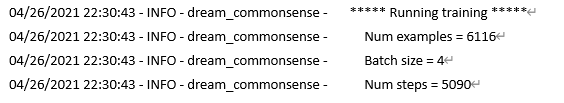 04/26/2021 22:30:43 - INFO - dream_commonsense - ***** Running training *****↵
04/26/2021 22:30:43 - INFO - dream_commonsense - Num examples = 6116↵
04/26/2021 22:30:43 - INFO - dream_commonsense - Batch size = 4↵
04/26/2021 22:30:43 - INFO - dream_commonsense - Num steps = 5090↵